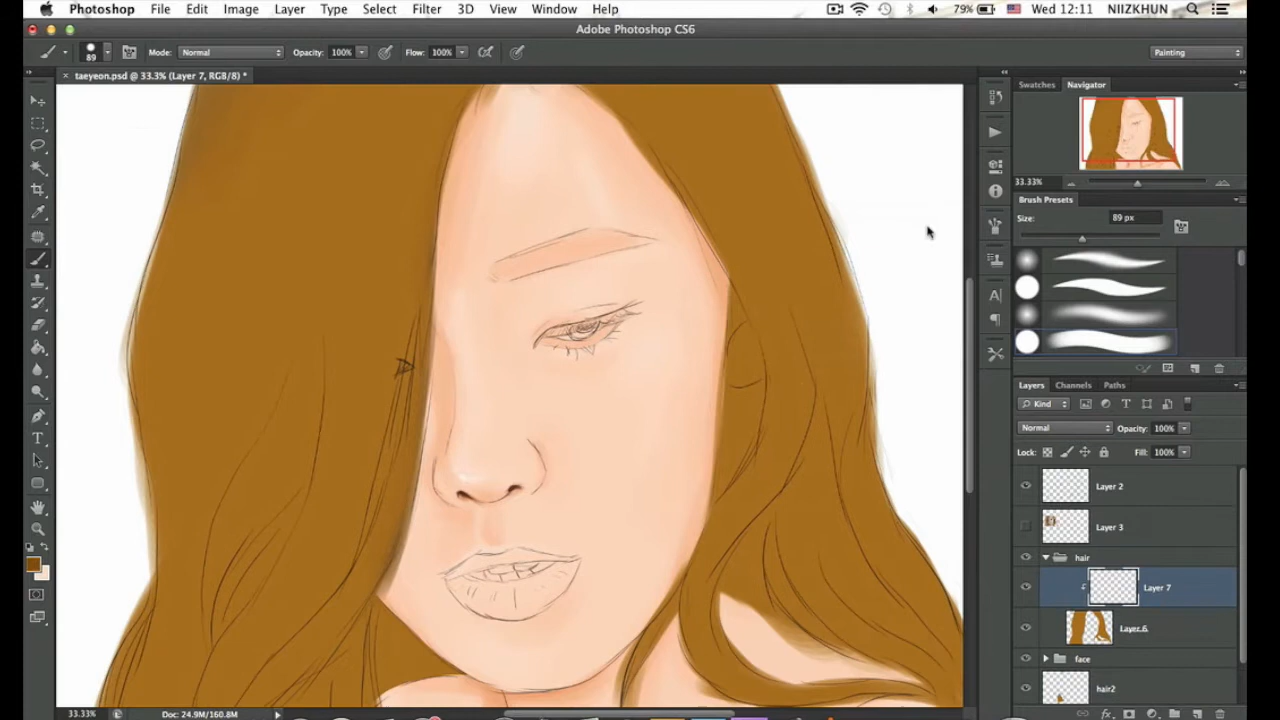 Photoshop File Edit Image Layer Type Select Filter 3D View Window Help 79% Wed 12:11 NIIZKHUN
Adobe Photoshop CS6
89 Mode: Normal Opacity: 100% Flow: 100% Painting
× taeyeon.psd @ 33.3% (Layer 7, RGB/8) *
Swatches Navigator
33.33%
Brush Presets
Size: 89 px
Layers Channels Paths
Kind
Normal Opacity: 100%
Lock: Fill: 100%
Layer 2
Layer 3
hair
Layer 7
Layer 6
face
hair2
33.33% Doc: 24.9M/160.8M